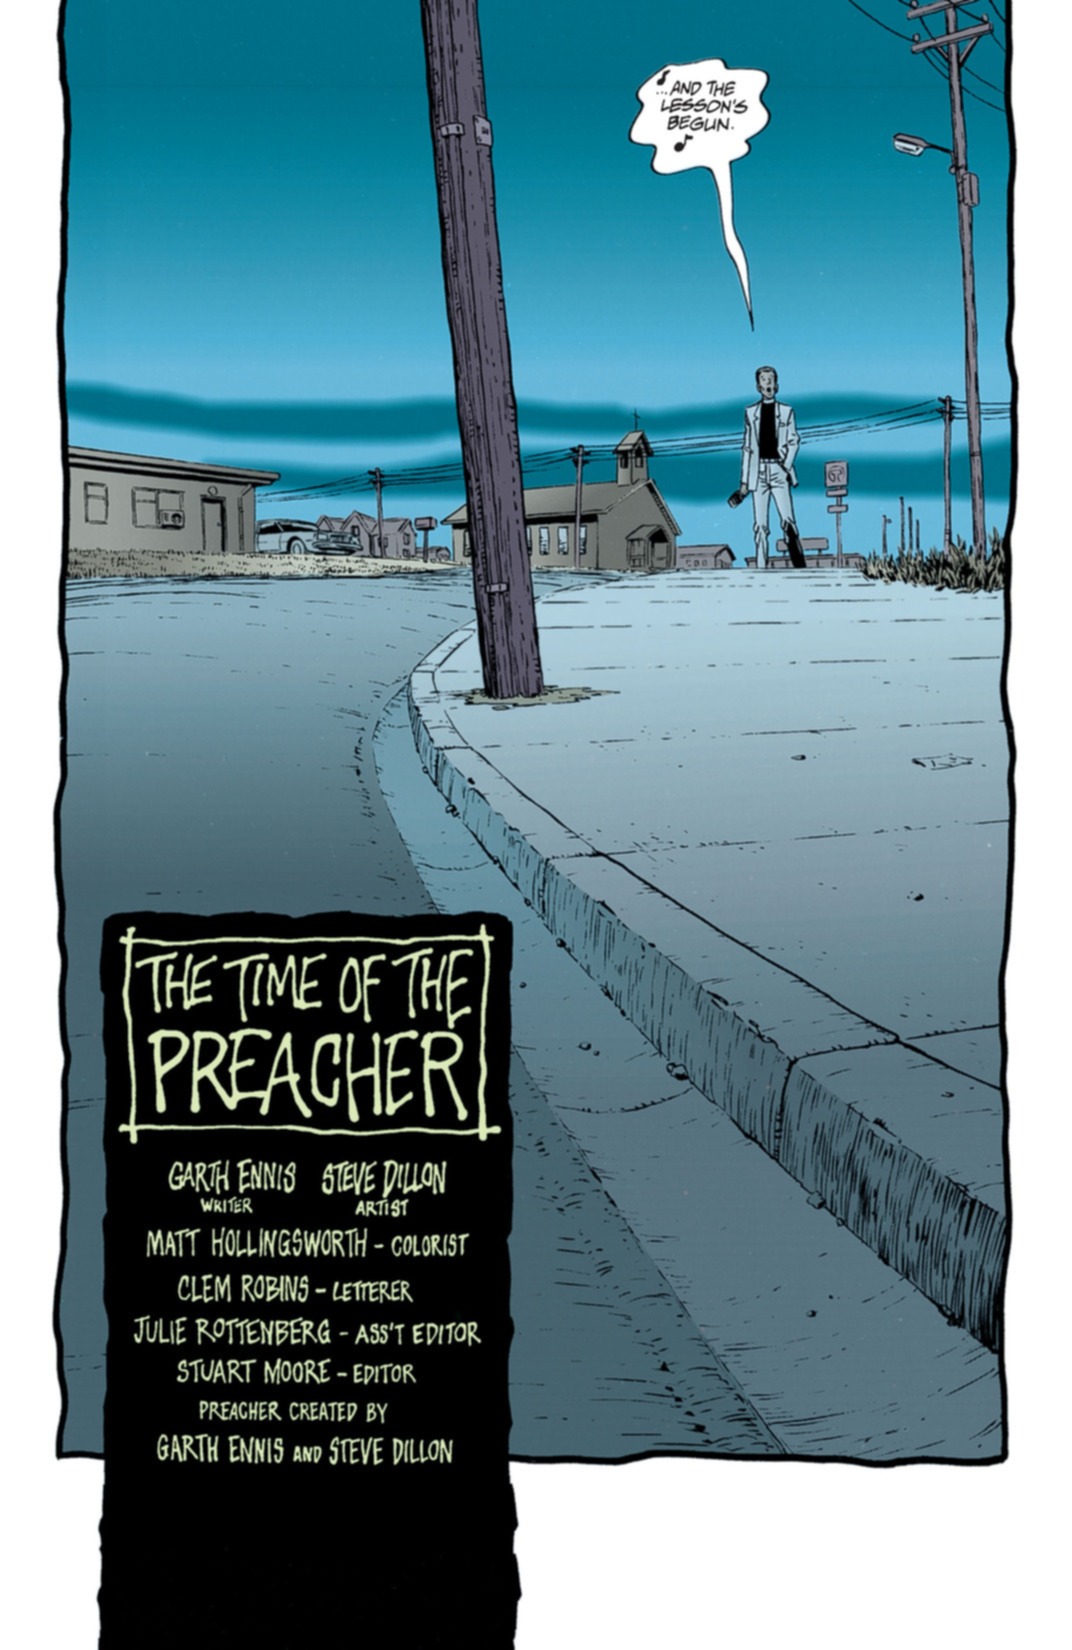 ...AND THE
LESSON'S
BEGUN.
THE TIME OF THE
PREACHER
GARTH ENNIS STEVE DILLON
WRITER ARTIST
MATT HOLLINGSWORTH - COLORIST
CLEM ROBINS - LETTERER
JULIE ROTTENBERG - ASS'T EDITOR
STUART MOORE - EDITOR
PREACHER CREATED BY
GARTH ENNIS AND STEVE DILLON